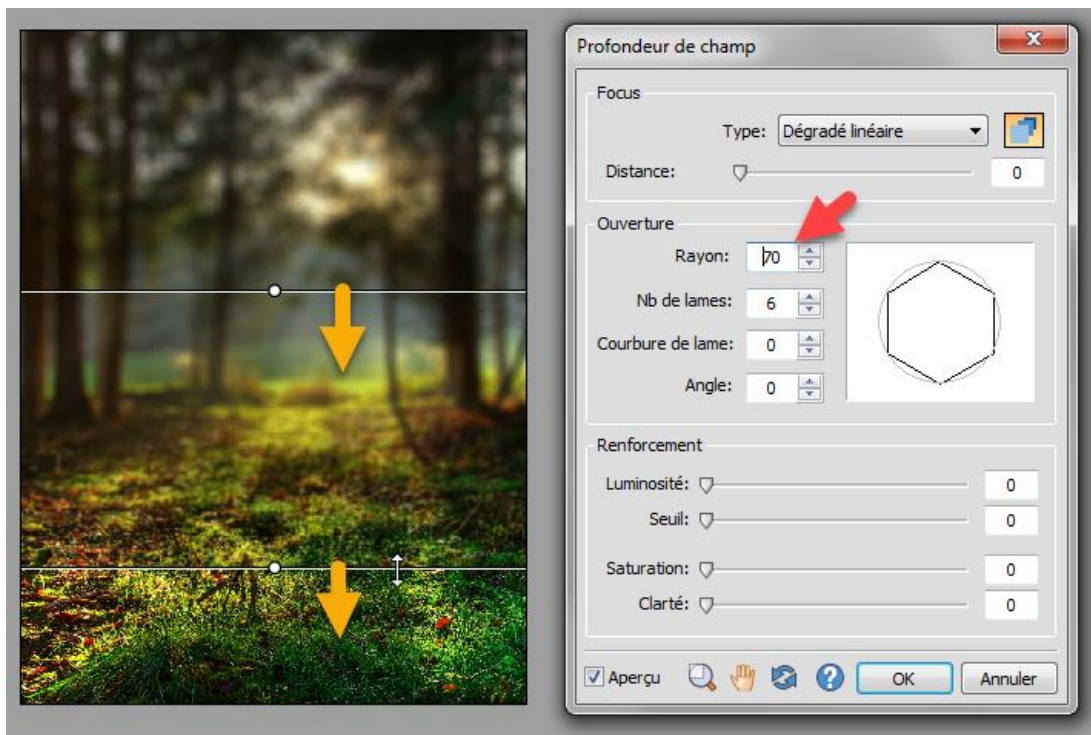 Profondeur de champ
Focus
Type: Dégradé linéaire
Distance: 0
Ouverture
Rayon: 70
Nb de lames: 6
Courbure de lame: 0
Angle: 0
Renforcement
Luminosité: 0
Seuil: 0
Saturation: 0
Clarté: 0
Aperçu OK Annuler